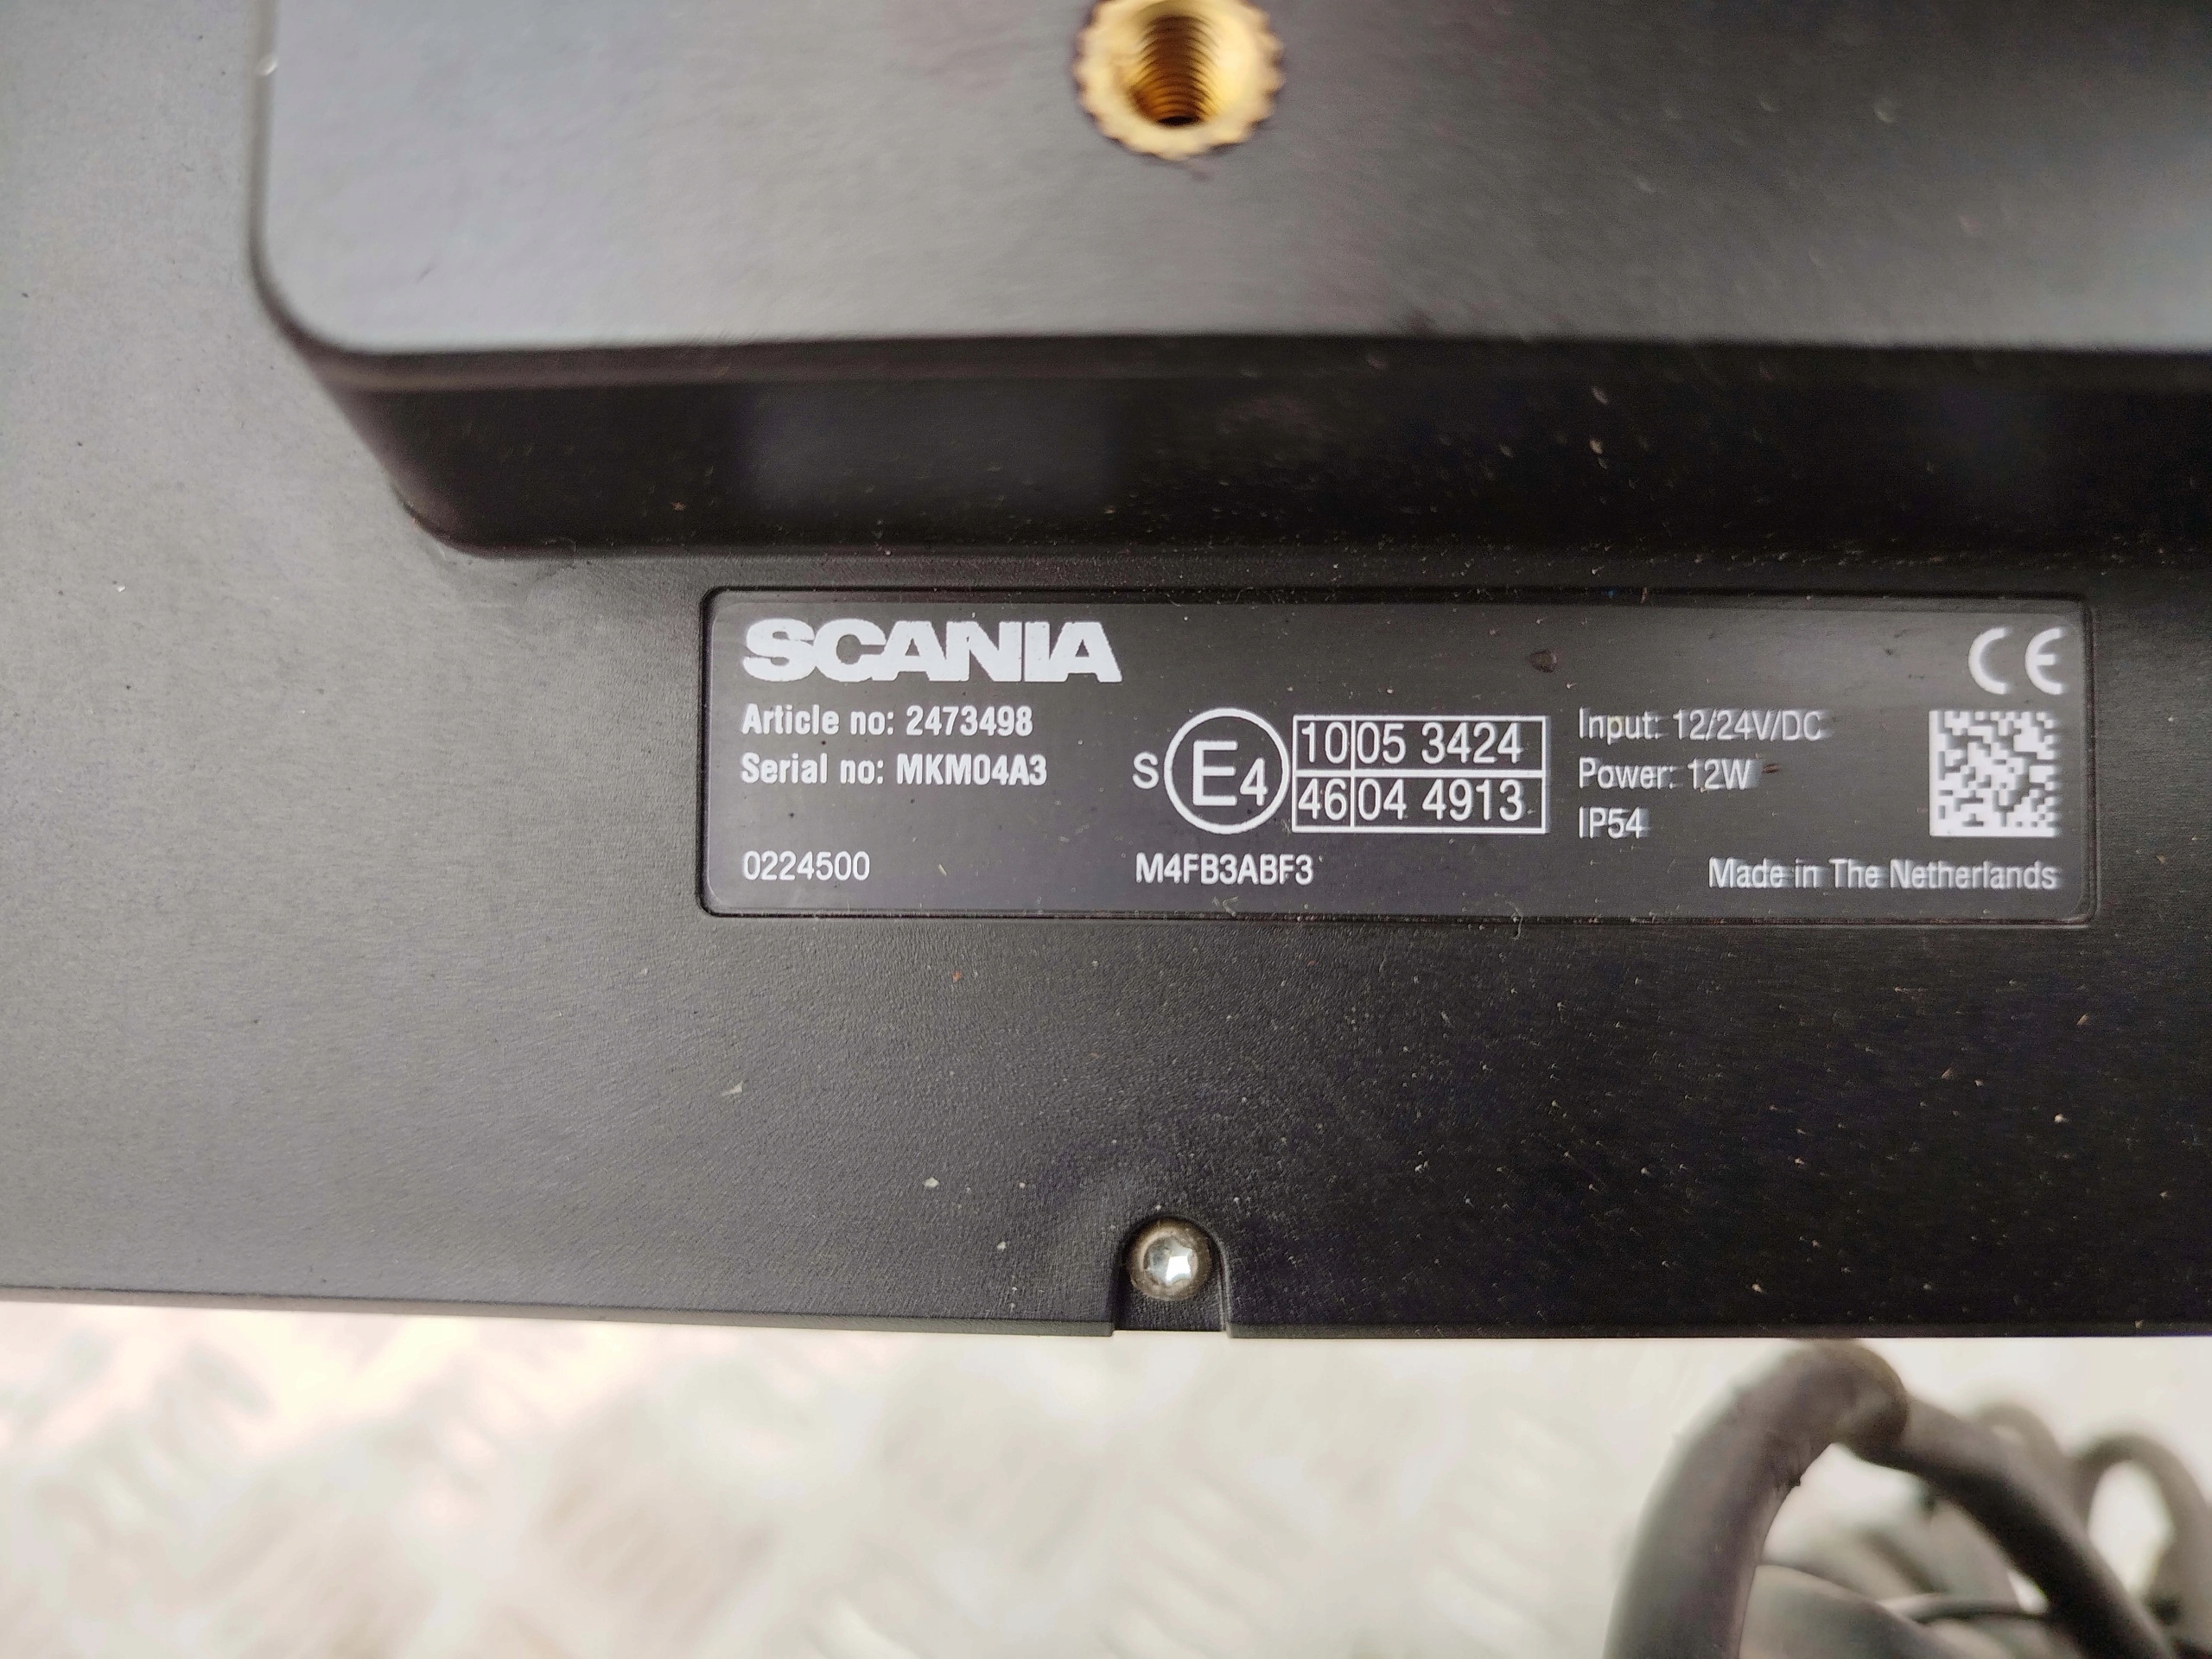 SCANIA
CE
Article no: 2473498
Serial no: MKM04A3
S E4
10 05 3424
46 04 4913
Input: 12/24V/DC
Power: 12W
IP54
0224500
M4FB3ABF3
Made in The Netherlands